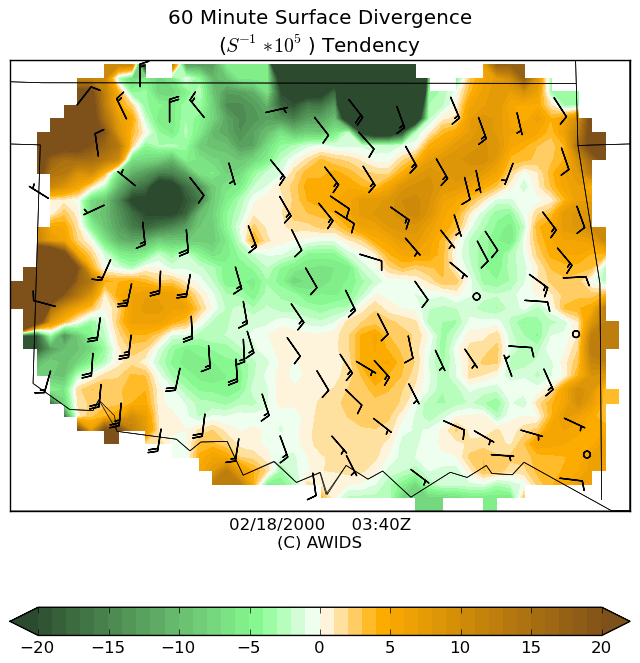 60 Minute Surface Divergence
(S⁻¹ * 10⁵ ) Tendency
02/18/2000 03:40Z
(C) AWIDS
−20 −15 −10 −5 0 5 10 15 20